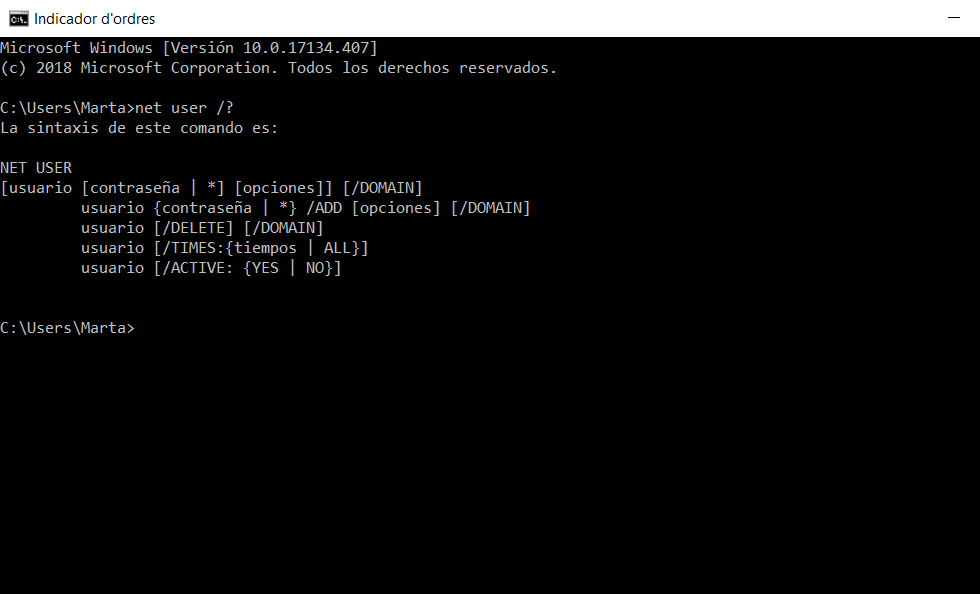 Indicador d'ordres
Microsoft Windows [Versión 10.0.17134.407]
(c) 2018 Microsoft Corporation. Todos los derechos reservados.
C:\Users\Marta>net user /?
La sintaxis de este comando es:
NET USER
[usuario [contraseña | *] [opciones]] [/DOMAIN]
usuario {contraseña | *} /ADD [opciones] [/DOMAIN]
usuario [/DELETE] [/DOMAIN]
usuario [/TIMES:{tiempos | ALL}]
usuario [/ACTIVE: {YES | NO}]
C:\Users\Marta>